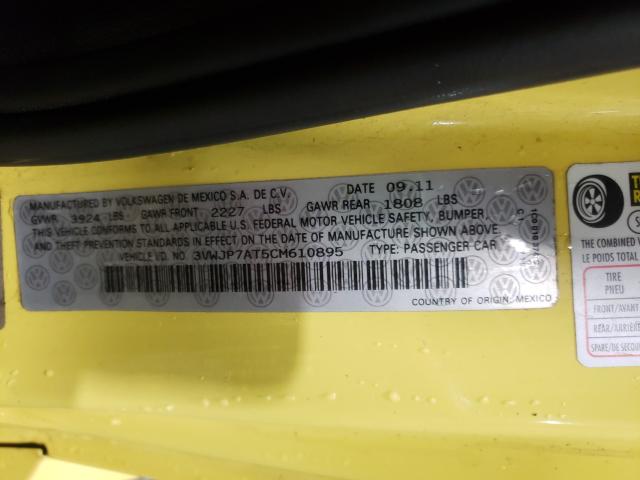 MANUFACTURED BY VOLKSWAGEN DE MEXICO S.A. DE C.V. DATE 09.11
GVWR 3924 LBS GAWR FRONT 2227 LBS GAWR REAR 1808 LBS
THIS VEHICLE CONFORMS TO ALL APPLICABLE U.S. FEDERAL MOTOR VEHICLE SAFETY, BUMPER,
AND THEFT PREVENTION STANDARDS IN EFFECT ON THE DATE OF MANUFACTURE SHOWN ABOVE
VEHICLE I/D NO. 3VWJP7AT5CM610895 TYPE: PASSENGER CAR
COUNTRY OF ORIGIN: MEXICO
THE COMBINED
LE POIDS TOTAL
TIRE
PNEU
FRONT/AVANT
REAR/ARRIÈRE
SPARE/DE SECOU